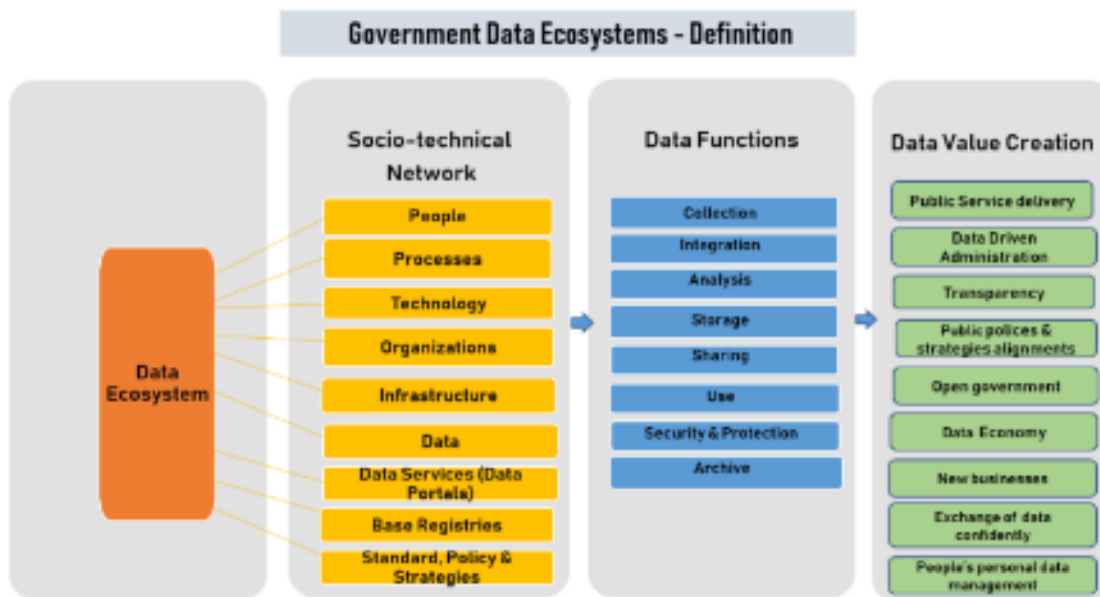 Government Data Ecosystems - Definition
Data
Ecosystem
Socio-technical
Network
People
Processes
Technology
Organizations
Infrastructure
Data
Data Services (Data
Portals)
Base Registries
Standard, Policy &
Strategies
Data Functions
Collection
Integration
Analysis
Storage
Sharing
Use
Security & Protection
Archive
Data Value Creation
Public Service delivery
Data Driven
Administration
Transparency
Public polices &
strategies alignments
Open government
Data Economy
New businesses
Exchange of data
confidently
People's personal data
management